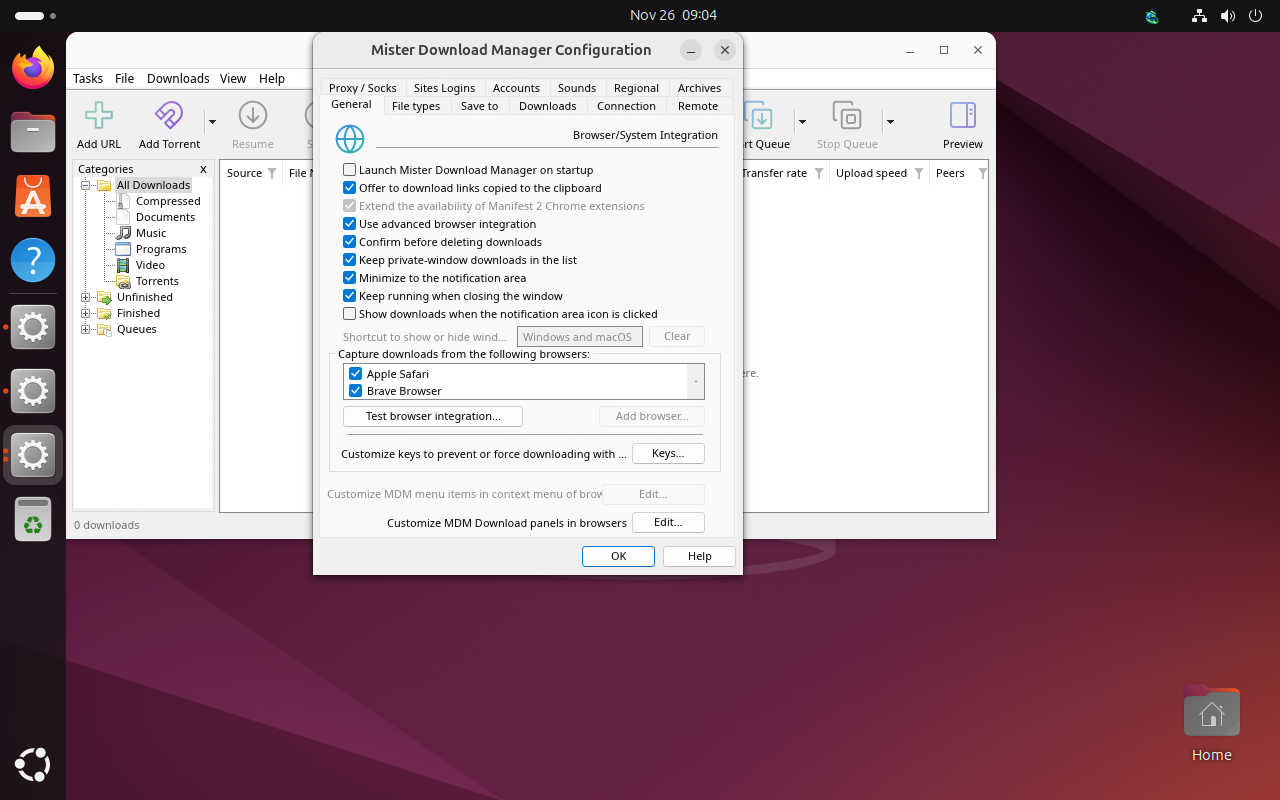 Nov 26 09:04
Mister Download Manager Configuration
Tasks File Downloads View Help
Proxy / Socks Sites Logins Accounts Sounds Regional Archives
General File types Save to Downloads Connection Remote
Add URL Add Torrent Resume Stop Queue Preview
Browser/System Integration
Categories x
Source Transfer rate Upload speed Peers
All Downloads
Compressed
Documents
Music
Programs
Video
Torrents
Unfinished
Finished
Queues
Launch Mister Download Manager on startup
Offer to download links copied to the clipboard
Extend the availability of Manifest 2 Chrome extensions
Use advanced browser integration
Confirm before deleting downloads
Keep private-window downloads in the list
Minimize to the notification area
Keep running when closing the window
Show downloads when the notification area icon is clicked
Shortcut to show or hide wind... Windows and macOS Clear
Capture downloads from the following browsers:
Apple Safari
Brave Browser
Test browser integration... Add browser...
Customize keys to prevent or force downloading with ... Keys...
Customize MDM menu items in context menu of brow Edit...
Customize MDM Download panels in browsers Edit...
OK Help
0 downloads
Home